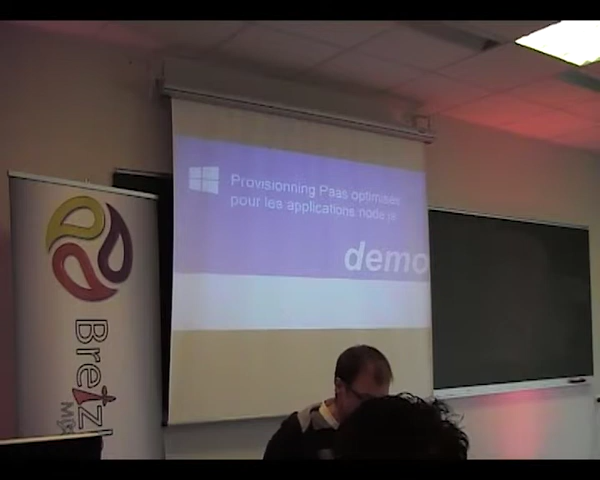 Provisionning Paas optimisés
pour les applications node js
demo
Breizh